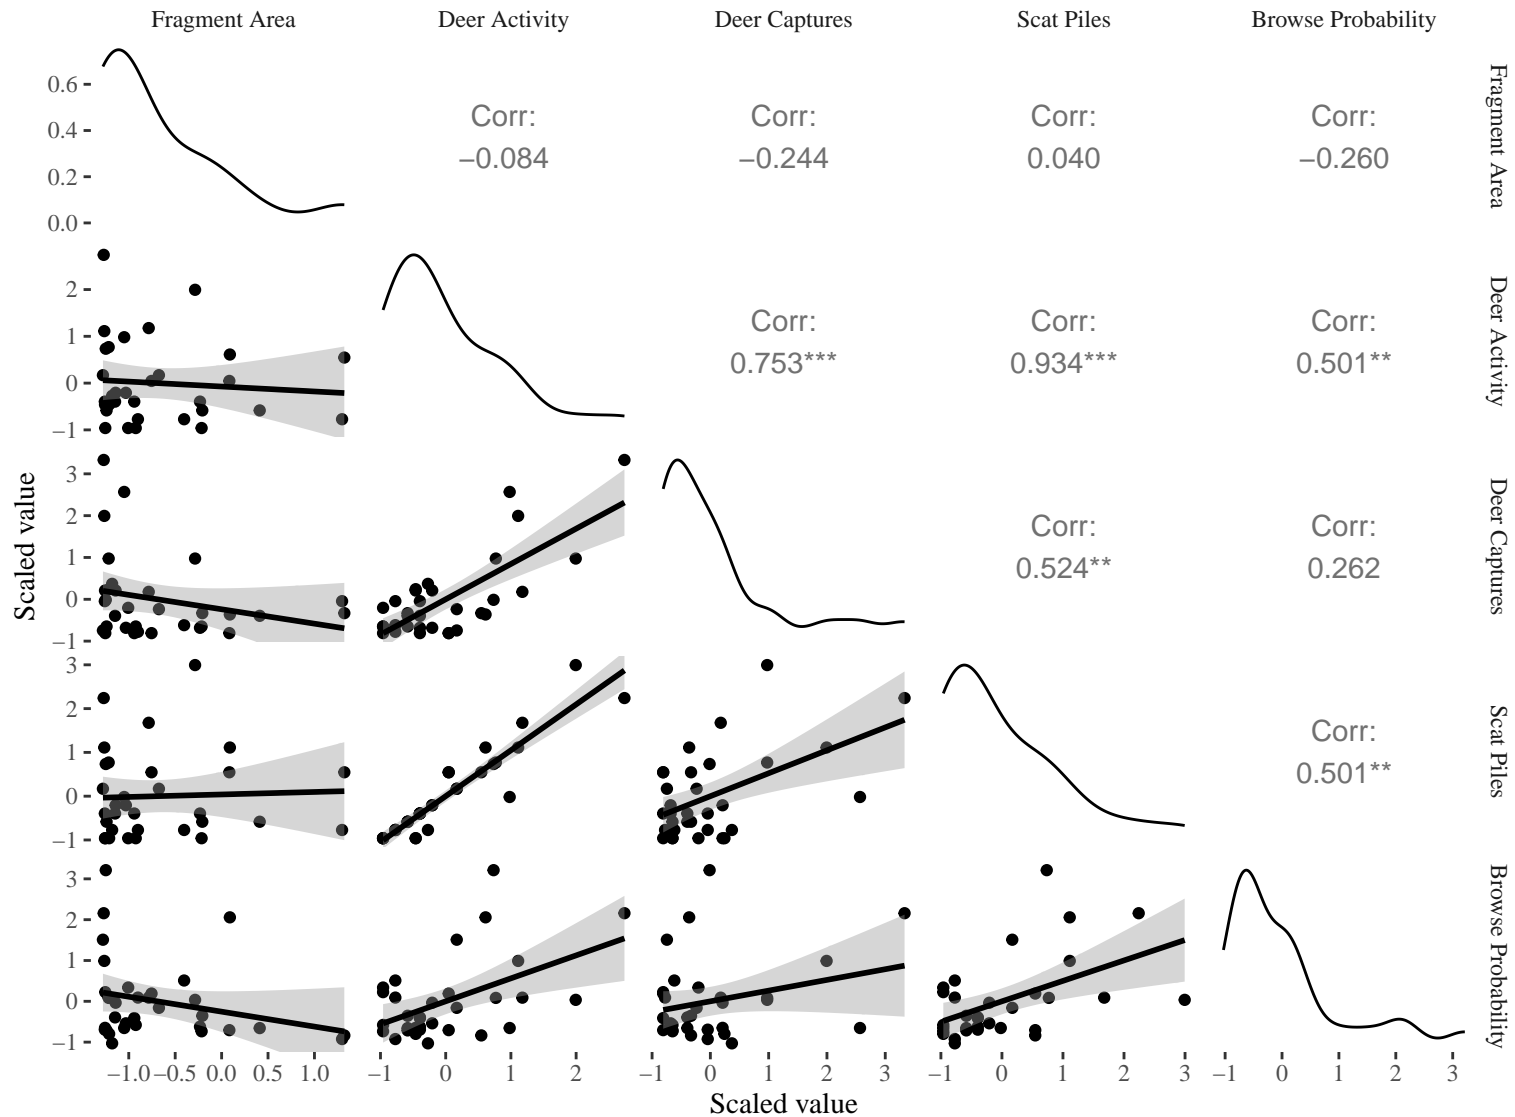 Fragment Area Deer Activity Deer Captures Scat Piles Browse Probability
0.6
0.4
0.2
0.0
Corr:
−0.084
Corr:
−0.244
Corr:
0.040
Corr:
−0.260
Fragment Area
2
1
0
−1
Corr:
0.753***
Corr:
0.934***
Corr:
0.501**
Deer Activity
3
2
1
0
−1
Corr:
0.524**
Corr:
0.262
Deer Captures
Scaled value
3
2
1
0
−1
Corr:
0.501**
Scat Piles
3
2
1
0
−1
Browse Probability
−1.0 −0.5 0.0 0.5 1.0 −1 0 1 2 −1 0 1 2 3 −1 0 1 2 3 −1 0 1 2 3
Scaled value